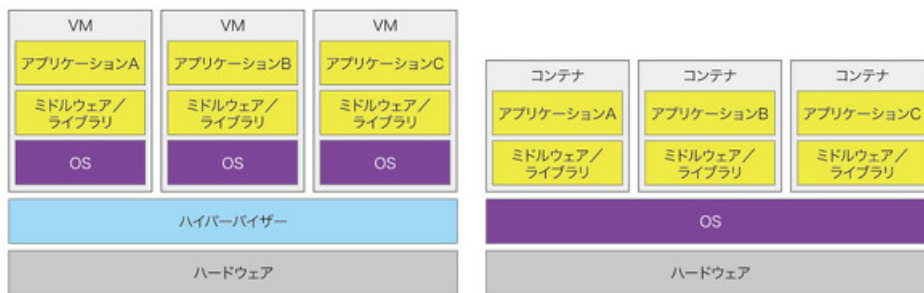 VM
アプリケーションA
ミドルウェア／
ライブラリ
OS
VM
アプリケーションB
ミドルウェア／
ライブラリ
OS
VM
アプリケーションC
ミドルウェア／
ライブラリ
OS
ハイパーバイザー
ハードウェア
コンテナ
アプリケーションA
ミドルウェア／
ライブラリ
コンテナ
アプリケーションB
ミドルウェア／
ライブラリ
コンテナ
アプリケーションC
ミドルウェア／
ライブラリ
OS
ハードウェア